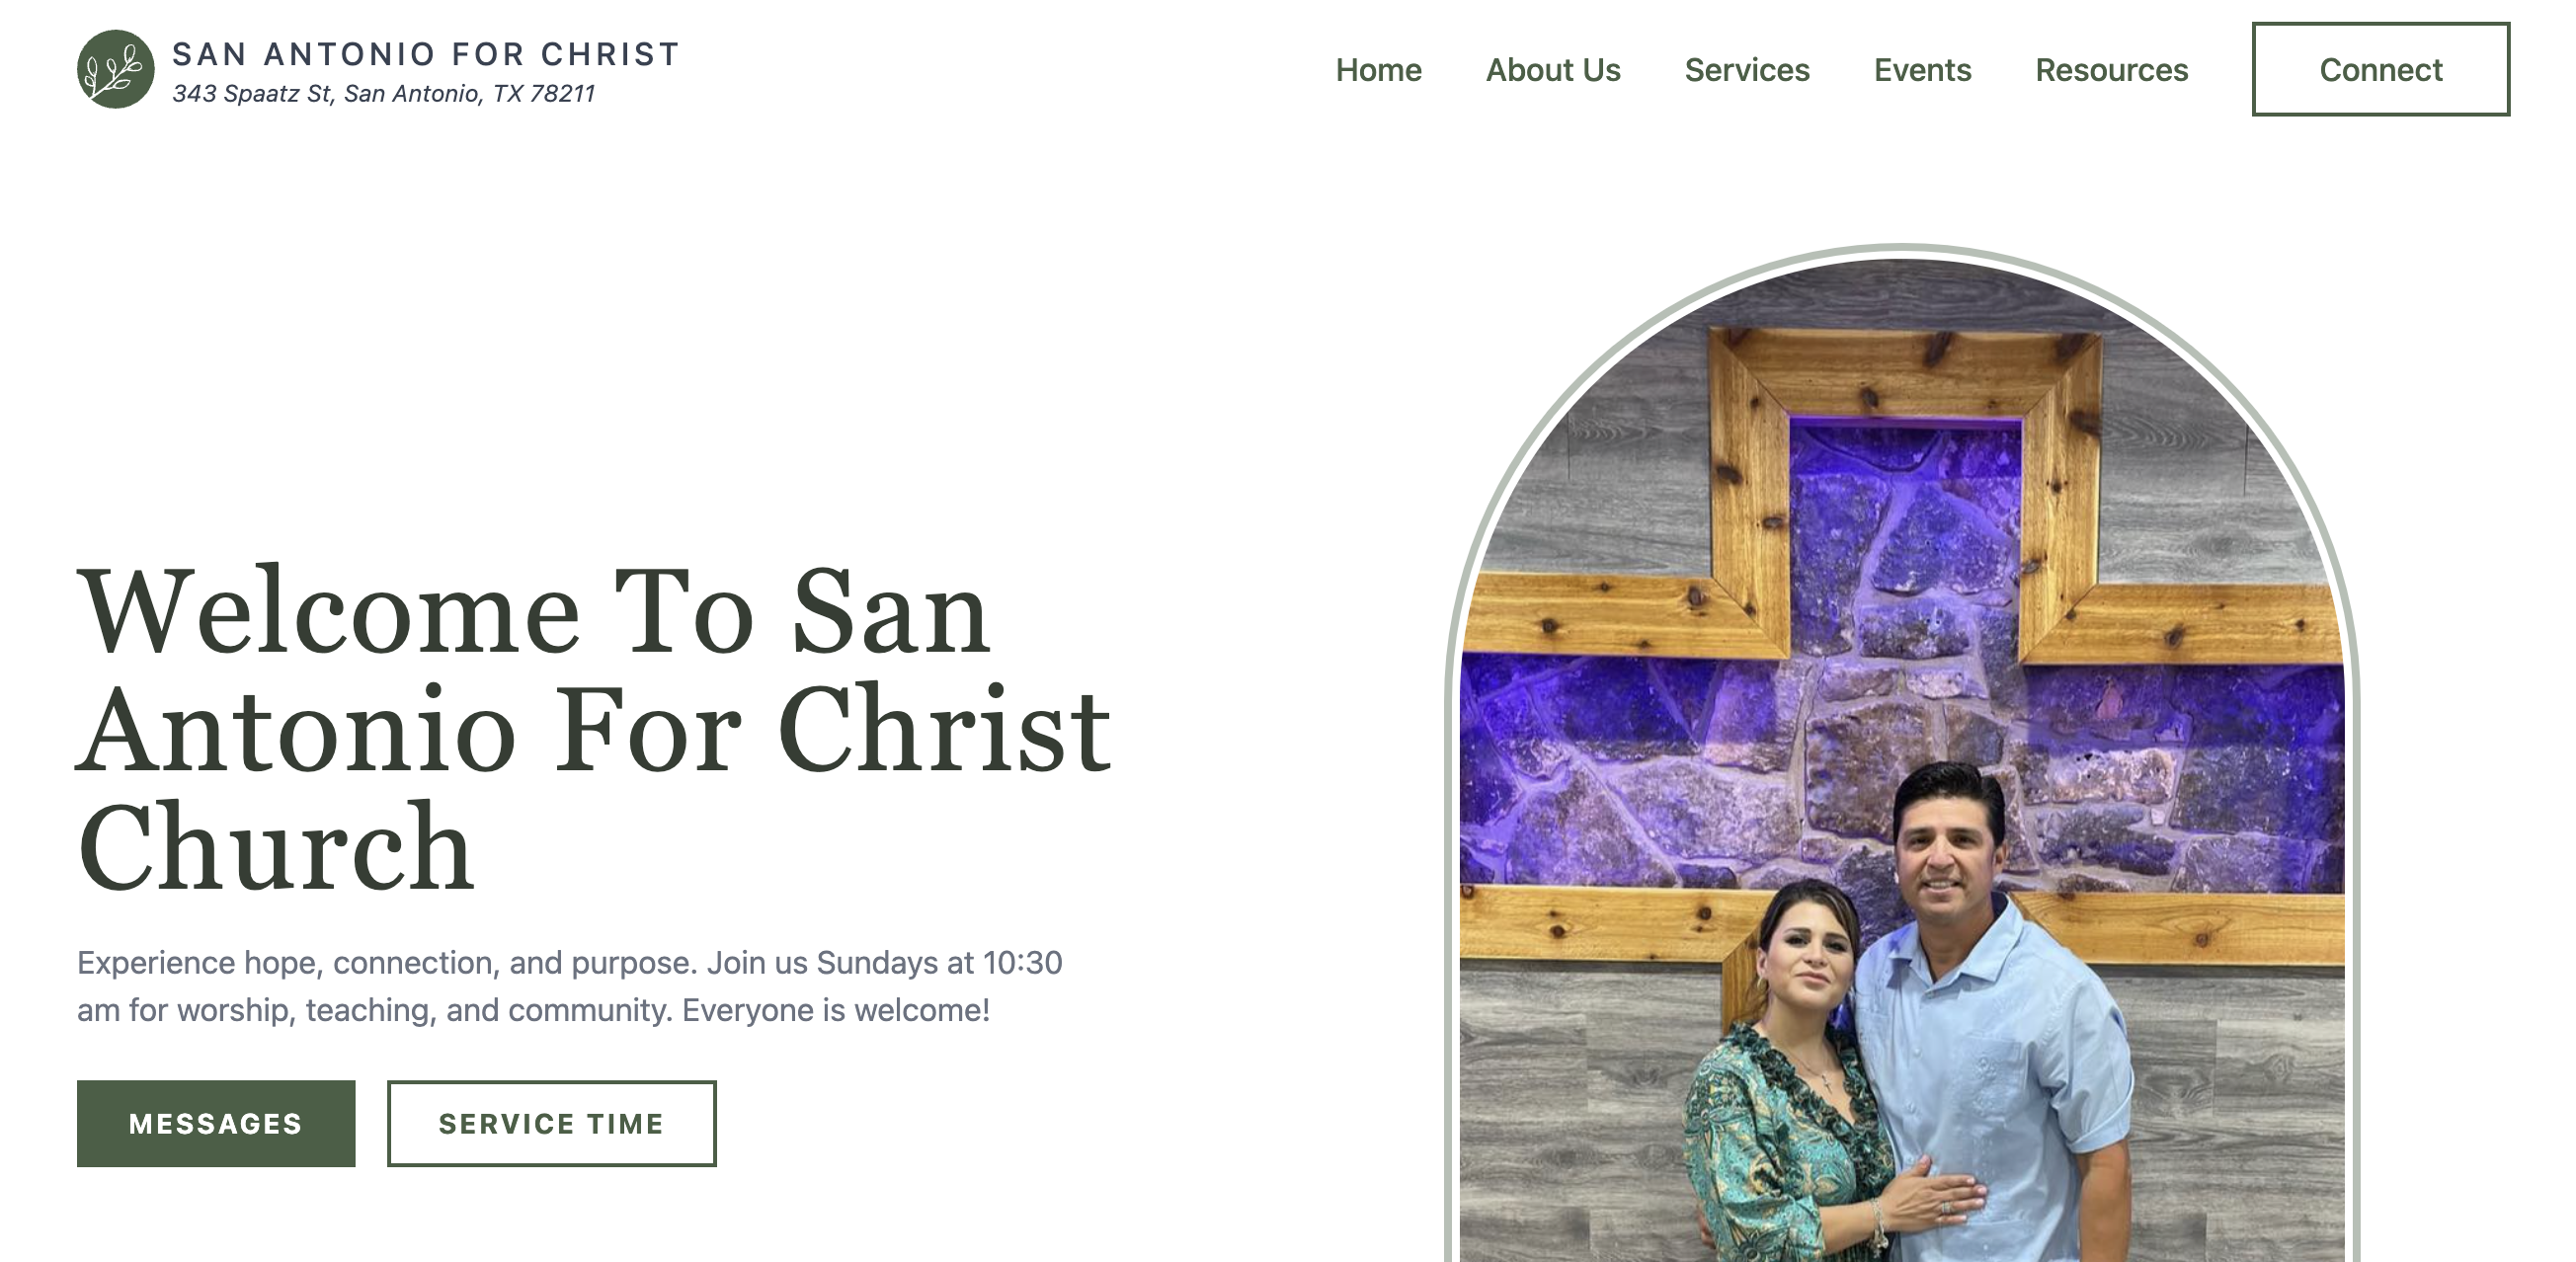 SAN ANTONIO FOR CHRIST
343 Spaatz St, San Antonio, TX 78211
Home
About Us
Services
Events
Resources
Connect
Welcome To San
Antonio For Christ
Church
Experience hope, connection, and purpose. Join us Sundays at 10:30
am for worship, teaching, and community. Everyone is welcome!
MESSAGES
SERVICE TIME